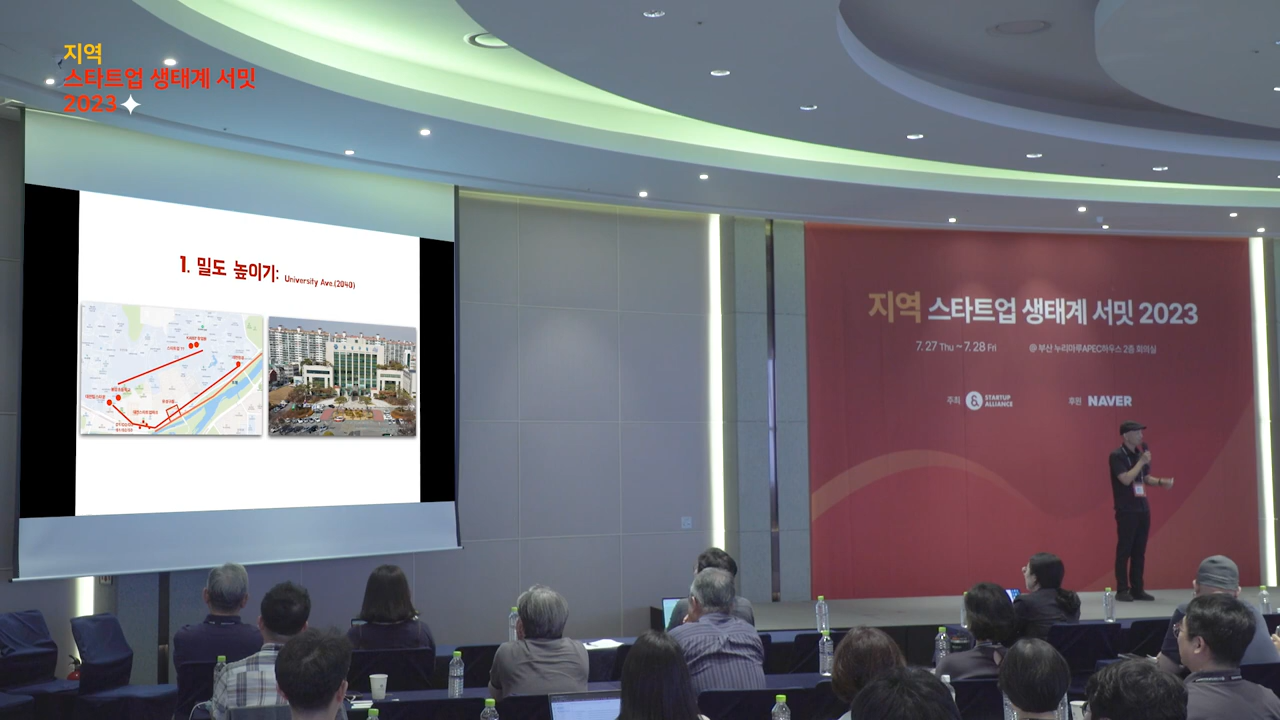 지역
스타트업 생태계 서밋
2023
1. 밀도 높이기: University Ave.(2040)
지역 스타트업 생태계 서밋 2023
7.27 Thu ~ 7.28 Fri @ 부산 누리마루APEC하우스 2층 회의실
주최 & STARTUP ALLIANCE 후원 NAVER